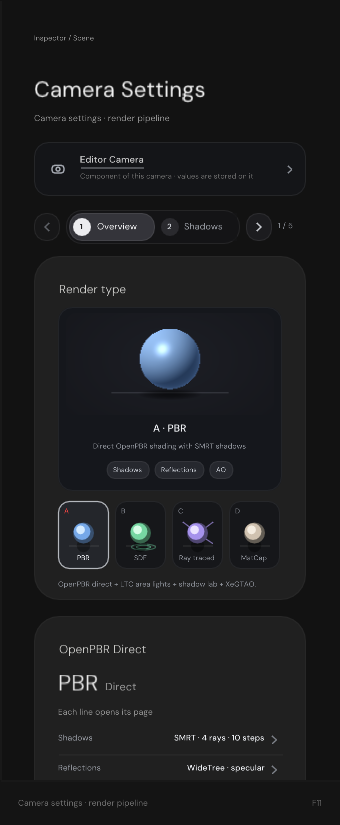 Inspector / Scene
Camera Settings
Camera settings · render pipeline
Editor Camera
Component of this camera · values are stored on it
1 Overview 2 Shadows 1 / 5
Render type
A · PBR
Direct OpenPBR shading with SMRT shadows
Shadows Reflections AO
A B C D
PBR SDF Ray traced MatCap
OpenPBR direct + LTC area lights + shadow lab + XeGTAO.
OpenPBR Direct
PBR Direct
Each line opens its page
Shadows SMRT · 4 rays · 10 steps
Reflections WideTree · specular
Camera settings · render pipeline F11